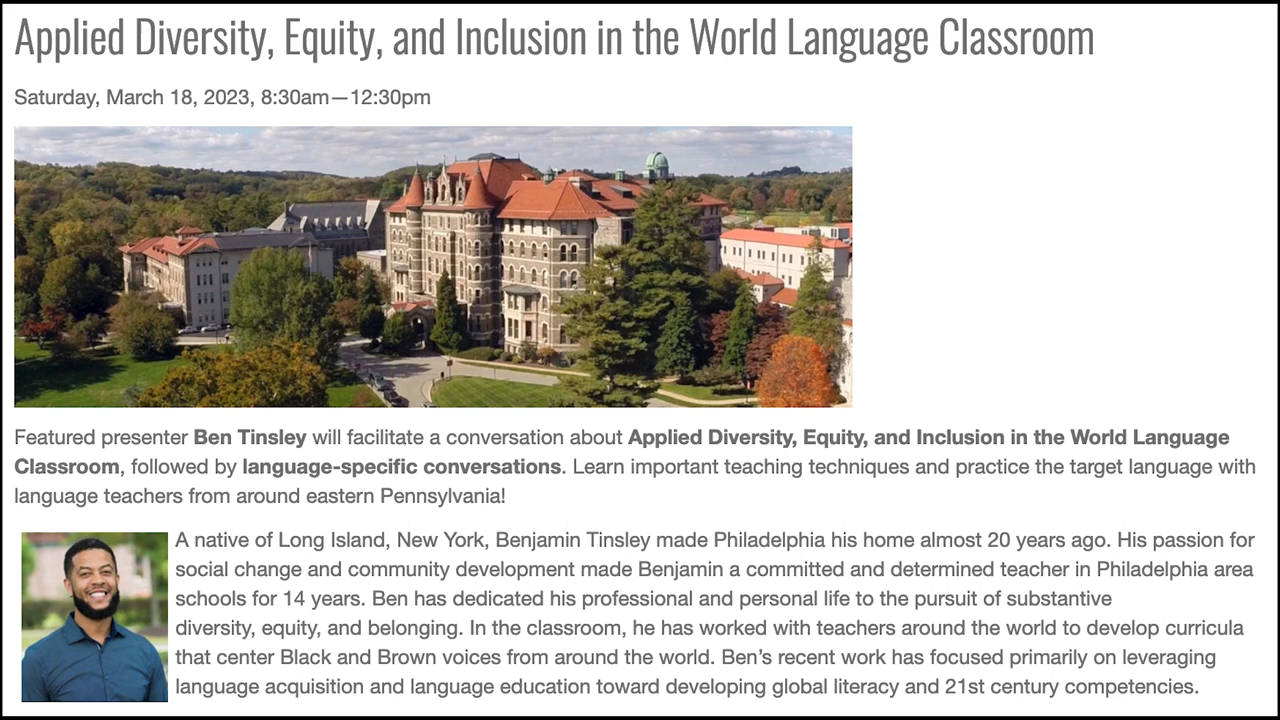 Applied Diversity, Equity, and Inclusion in the World Language Classroom
Saturday, March 18, 2023, 8:30am—12:30pm
Featured presenter Ben Tinsley will facilitate a conversation about Applied Diversity, Equity, and Inclusion in the World Language
Classroom, followed by language-specific conversations. Learn important teaching techniques and practice the target language with
language teachers from around eastern Pennsylvania!
A native of Long Island, New York, Benjamin Tinsley made Philadelphia his home almost 20 years ago. His passion for
social change and community development made Benjamin a committed and determined teacher in Philadelphia area
schools for 14 years. Ben has dedicated his professional and personal life to the pursuit of substantive
diversity, equity, and belonging. In the classroom, he has worked with teachers around the world to develop curricula
that center Black and Brown voices from around the world. Ben’s recent work has focused primarily on leveraging
language acquisition and language education toward developing global literacy and 21st century competencies.